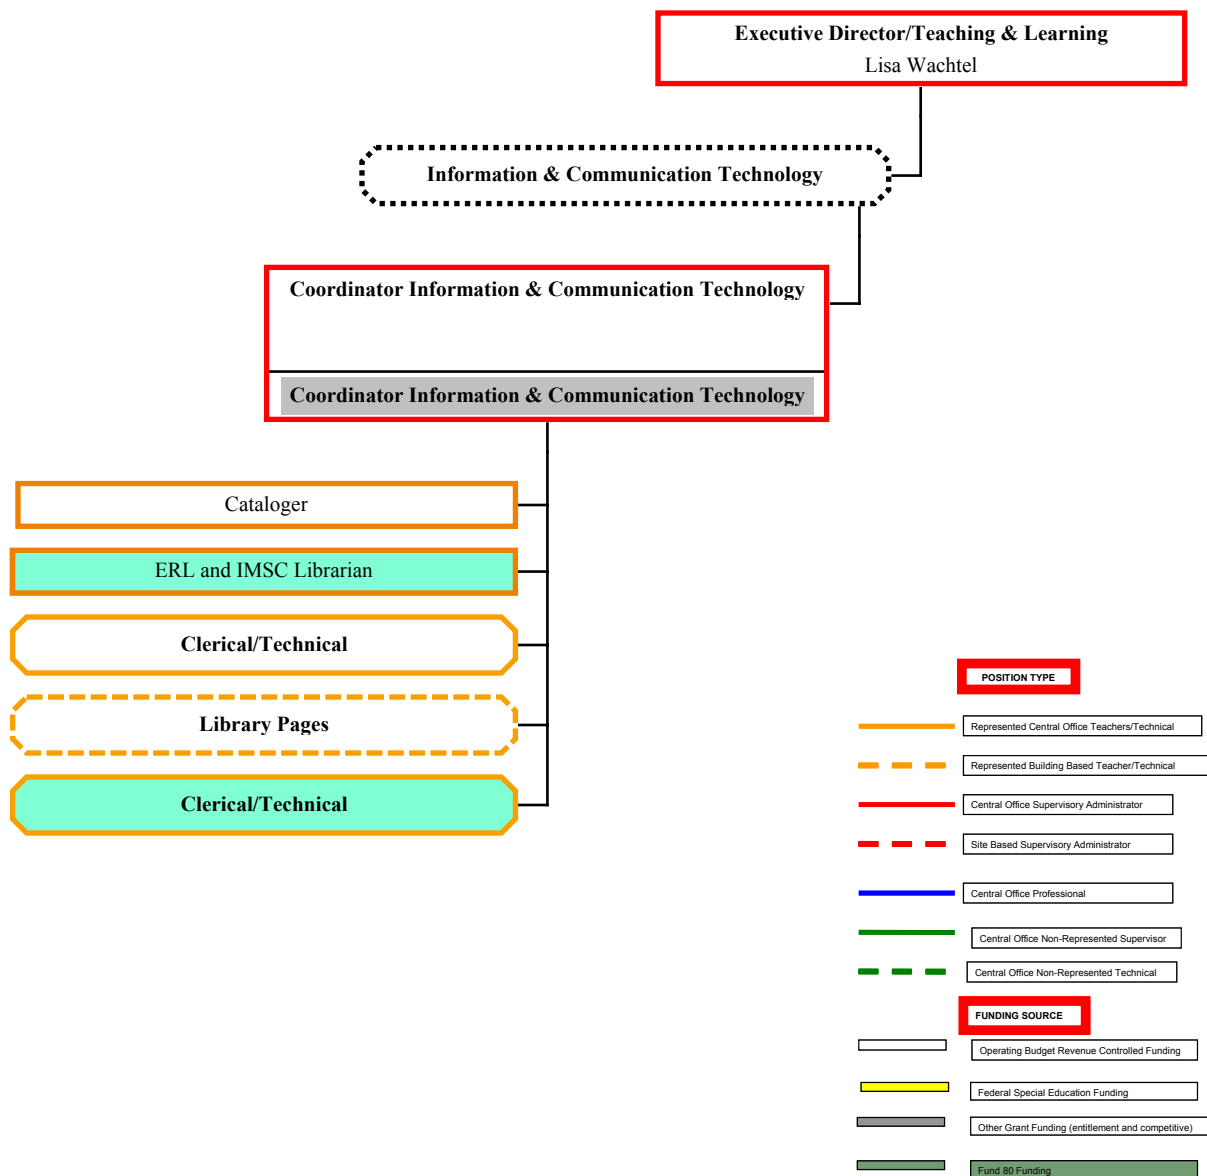 Executive Director/Teaching & Learning
Lisa Wachtel
Information & Communication Technology
Coordinator Information & Communication Technology
Coordinator Information & Communication Technology
Cataloger
ERL and IMSC Librarian
Clerical/Technical
Library Pages
Clerical/Technical
POSITION TYPE
Represented Central Office Teachers/Technical
Represented Building Based Teacher/Technical
Central Office Supervisory Administrator
Site Based Supervisory Administrator
Central Office Professional
Central Office Non-Represented Supervisor
Central Office Non-Represented Technical
FUNDING SOURCE
Operating Budget Revenue Controlled Funding
Federal Special Education Funding
Other Grant Funding (entitlement and competitive)
Fund 80 Funding